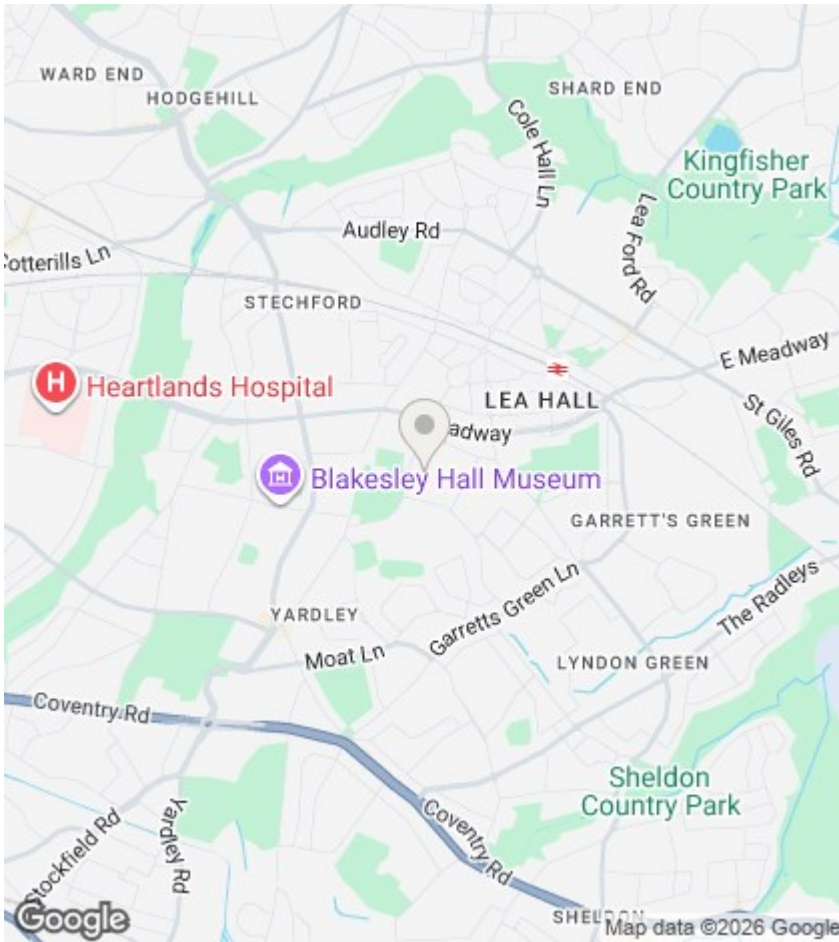 WARD END
HODGEHILL
SHARD END
Cole Hall Ln
Kingfisher
Country Park
Lea Ford Rd
Audley Rd
Cotterills Ln
STECHFORD
E Meadway
H
Heartlands Hospital
LEA HALL
adway
St Giles Rd
Blakesley Hall Museum
GARRETT'S GREEN
The Radleys
Garretts Green Ln
YARDLEY
Moat Ln
LYNDON GREEN
Coventry Rd
Sheldon
Country Park
Yardley Rd
Stockfield Rd
Coventry Rd
SHELDON
Google
Map data ©2026 Google